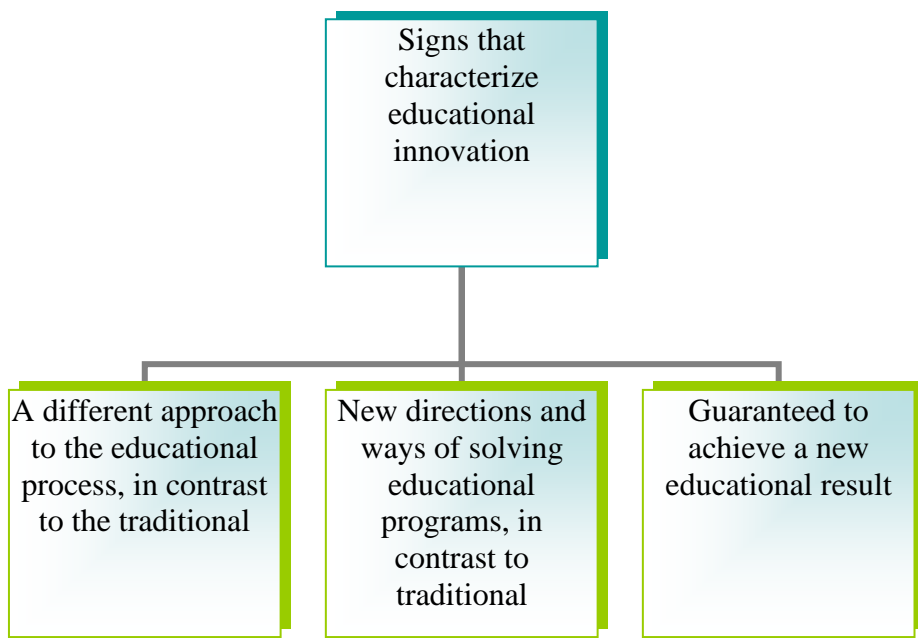 Signs that
characterize
educational
innovation
A different approach
to the educational
process, in contrast
to the traditional
New directions and
ways of solving
educational
programs, in
contrast to
traditional
Guaranteed to
achieve a new
educational result